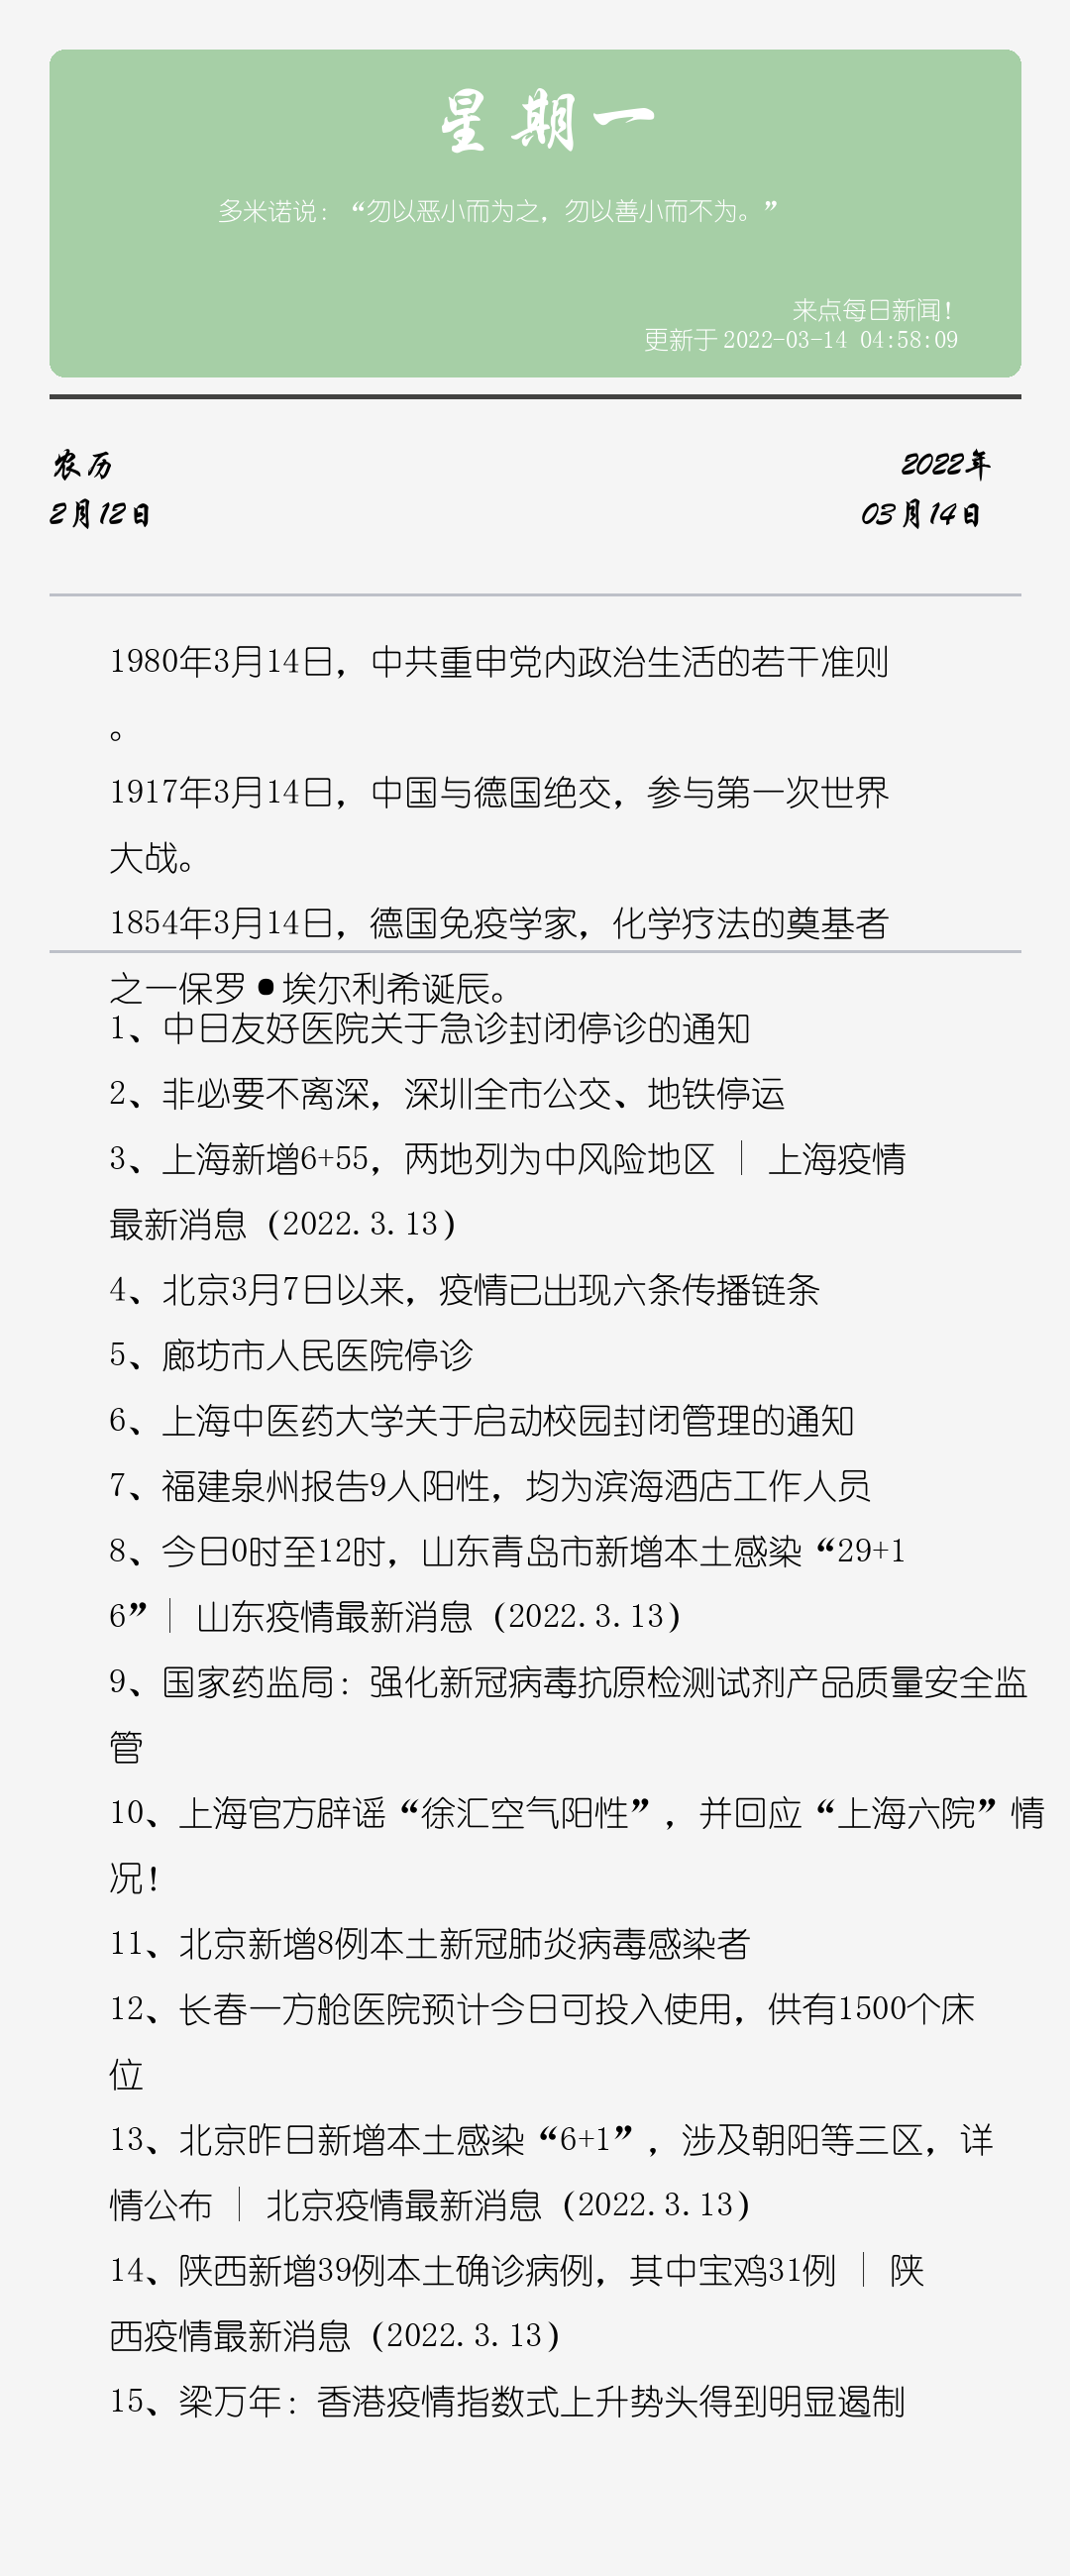 星期一
多米诺说：“勿以恶小而为之，勿以善小而不为。”
来点每日新闻！
更新于2022-03-14 04:58:09
农历
2022年
2月12日
03月14日
1980年3月14日，中共重申党内政治生活的若干准则
。
1917年3月14日，中国与德国绝交，参与第一次世界
大战。
1854年3月14日，德国免疫学家，化学疗法的奠基者
之一保罗•埃尔利希诞辰。
1、中日友好医院关于急诊封闭停诊的通知
2、非必要不离深，深圳全市公交、地铁停运
3、上海新增6+55，两地列为中风险地区 | 上海疫情
最新消息（2022.3.13）
4、北京3月7日以来，疫情已出现六条传播链条
5、廊坊市人民医院停诊
6、上海中医药大学关于启动校园封闭管理的通知
7、福建泉州报告9人阳性，均为滨海酒店工作人员
8、今日0时至12时，山东青岛市新增本土感染“29+1
6”| 山东疫情最新消息（2022.3.13）
9、国家药监局：强化新冠病毒抗原检测试剂产品质量安全监
管
10、上海官方辟谣“徐汇空气阳性”，并回应“上海六院”情
况！
11、北京新增8例本土新冠肺炎病毒感染者
12、长春一方舱医院预计今日可投入使用，供有1500个床
位
13、北京昨日新增本土感染“6+1”，涉及朝阳等三区，详
情公布 | 北京疫情最新消息（2022.3.13）
14、陕西新增39例本土确诊病例，其中宝鸡31例 | 陕
西疫情最新消息（2022.3.13）
15、梁万年：香港疫情指数式上升势头得到明显遏制